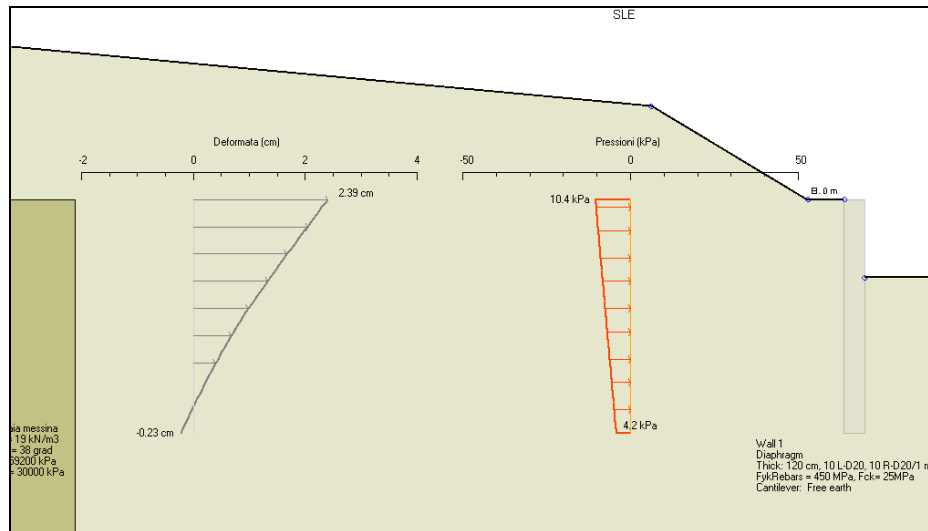 SLE
Deformata (cm)
Pressioni (kPa)
-2 0 2 4
-50 0 50
2.39 cm
10.4 kPa
El. 0 m
-0.23 cm
4.2 kPa
messina
= 19 kN/m3
= 38 grad
59200 kPa
= 30000 kPa
Wall 1
Diaphragm
Thick: 120 cm, 10 L-D20, 10 R-D20/1 m
FykRebars = 450 MPa, Fck= 25MPa
Cantilever: Free earth